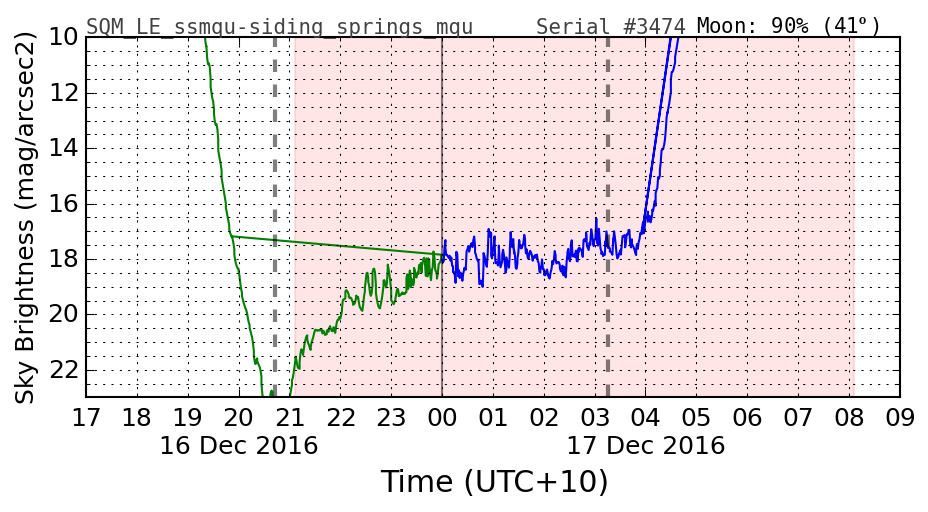 SQM_LE_ssmqu-siding_springs_mqu Serial #3474 Moon: 90% (41°)
Sky Brightness (mag/arcsec2)
10
12
14
16
18
20
22
17 18 19 20 21 22 23 00 01 02 03 04 05 06 07 08 09
16 Dec 2016 17 Dec 2016
Time (UTC+10)